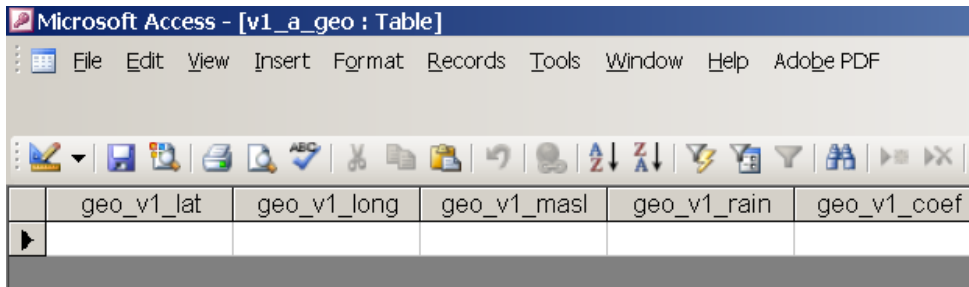 Microsoft Access - [v1_a_geo : Table]
File Edit View Insert Format Records Tools Window Help Adobe PDF
ABC A Z Z A
geo_v1_lat geo_v1_long geo_v1_masl geo_v1_rain geo_v1_coef